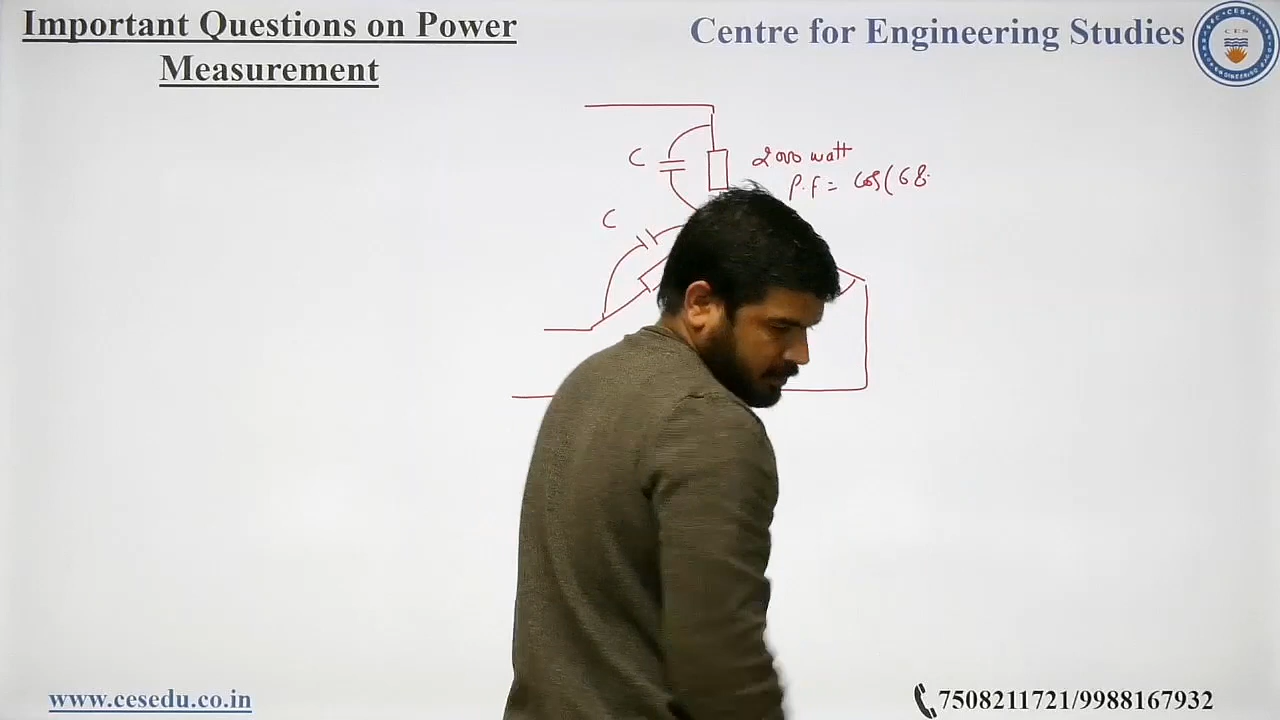 Important Questions on Power
Measurement
Centre for Engineering Studies
CES
C
2000 watt
P.f = Cos(68.
C
www.cesedu.co.in
7508211721/9988167932